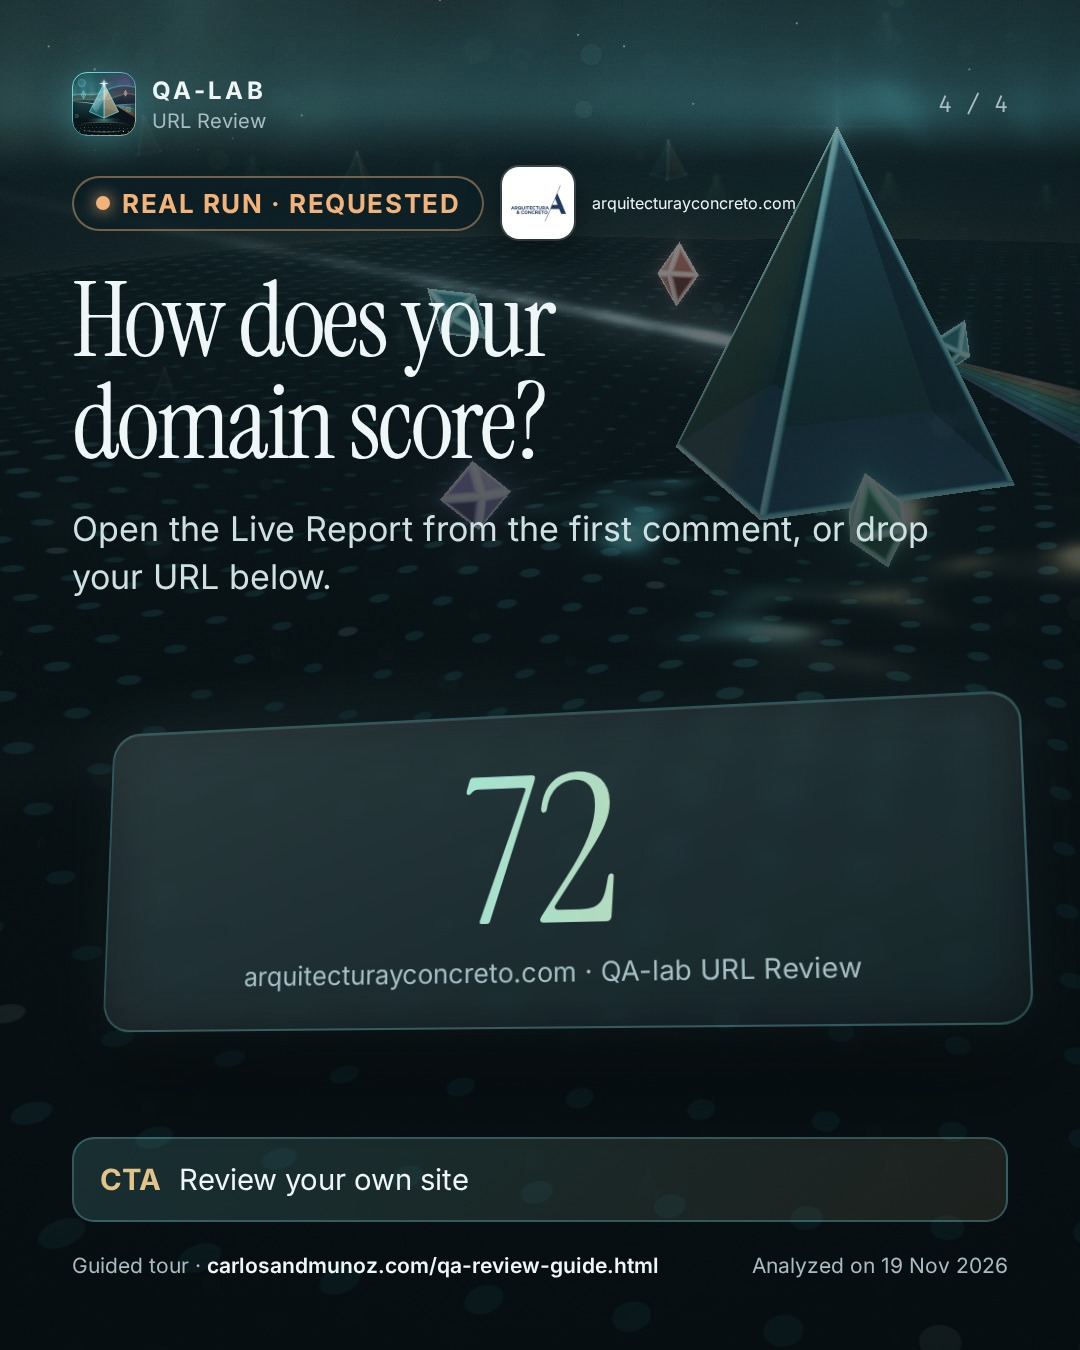 QA-LAB
URL Review
4 / 4
REAL RUN · REQUESTED
ARQUITECTURA
& CONCRETO
arquitecturayconcreto.com
How does your
domain score?
Open the Live Report from the first comment, or drop
your URL below.
72
arquitecturayconcreto.com · QA-lab URL Review
CTA Review your own site
Guided tour · carlosandmunoz.com/qa-review-guide.html
Analyzed on 19 Nov 2026